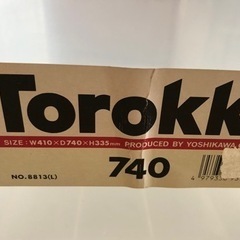 Torokk
SIZE: W410×D740×H335mm PRODUCED BY YOSHIKAWA
740
NO.8813(L)